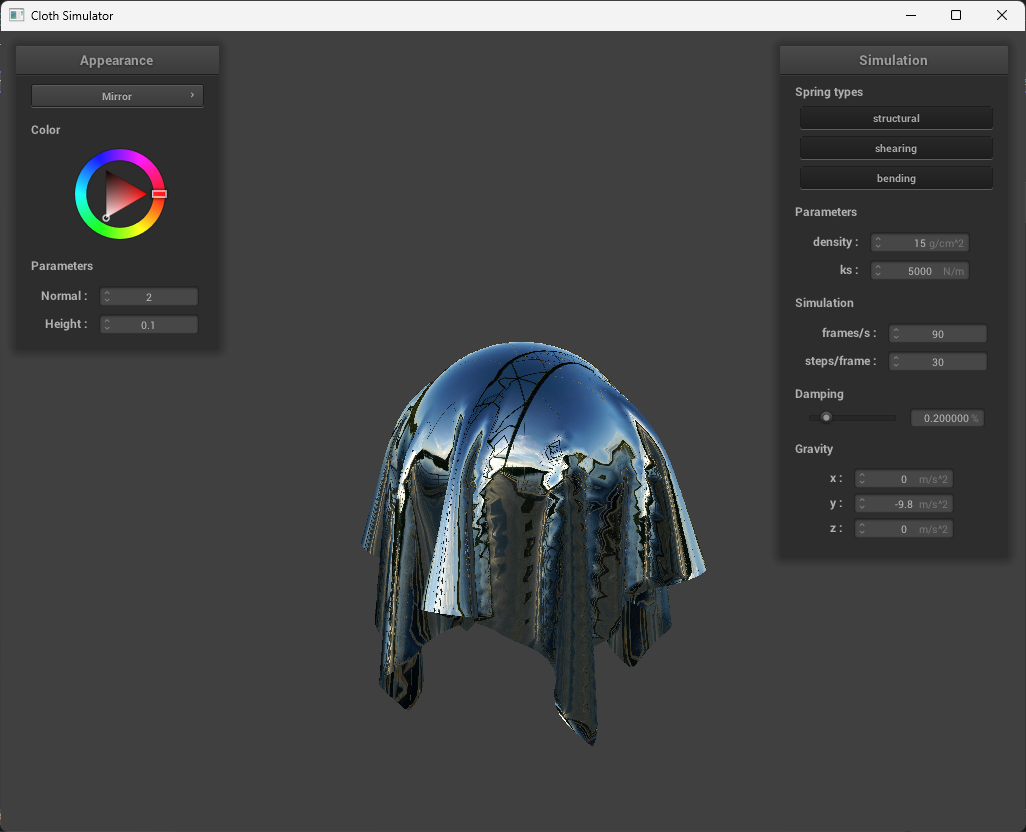 Cloth Simulator
Appearance
Mirror
Color
Parameters
Normal : 2
Height : 0.1
Simulation
Spring types
structural
shearing
bending
Parameters
density : 15 g/cm^2
ks : 5000 N/m
Simulation
frames/s : 90
steps/frame : 30
Damping
0.200000 %
Gravity
x : 0 m/s^2
y : -9.8 m/s^2
z : 0 m/s^2